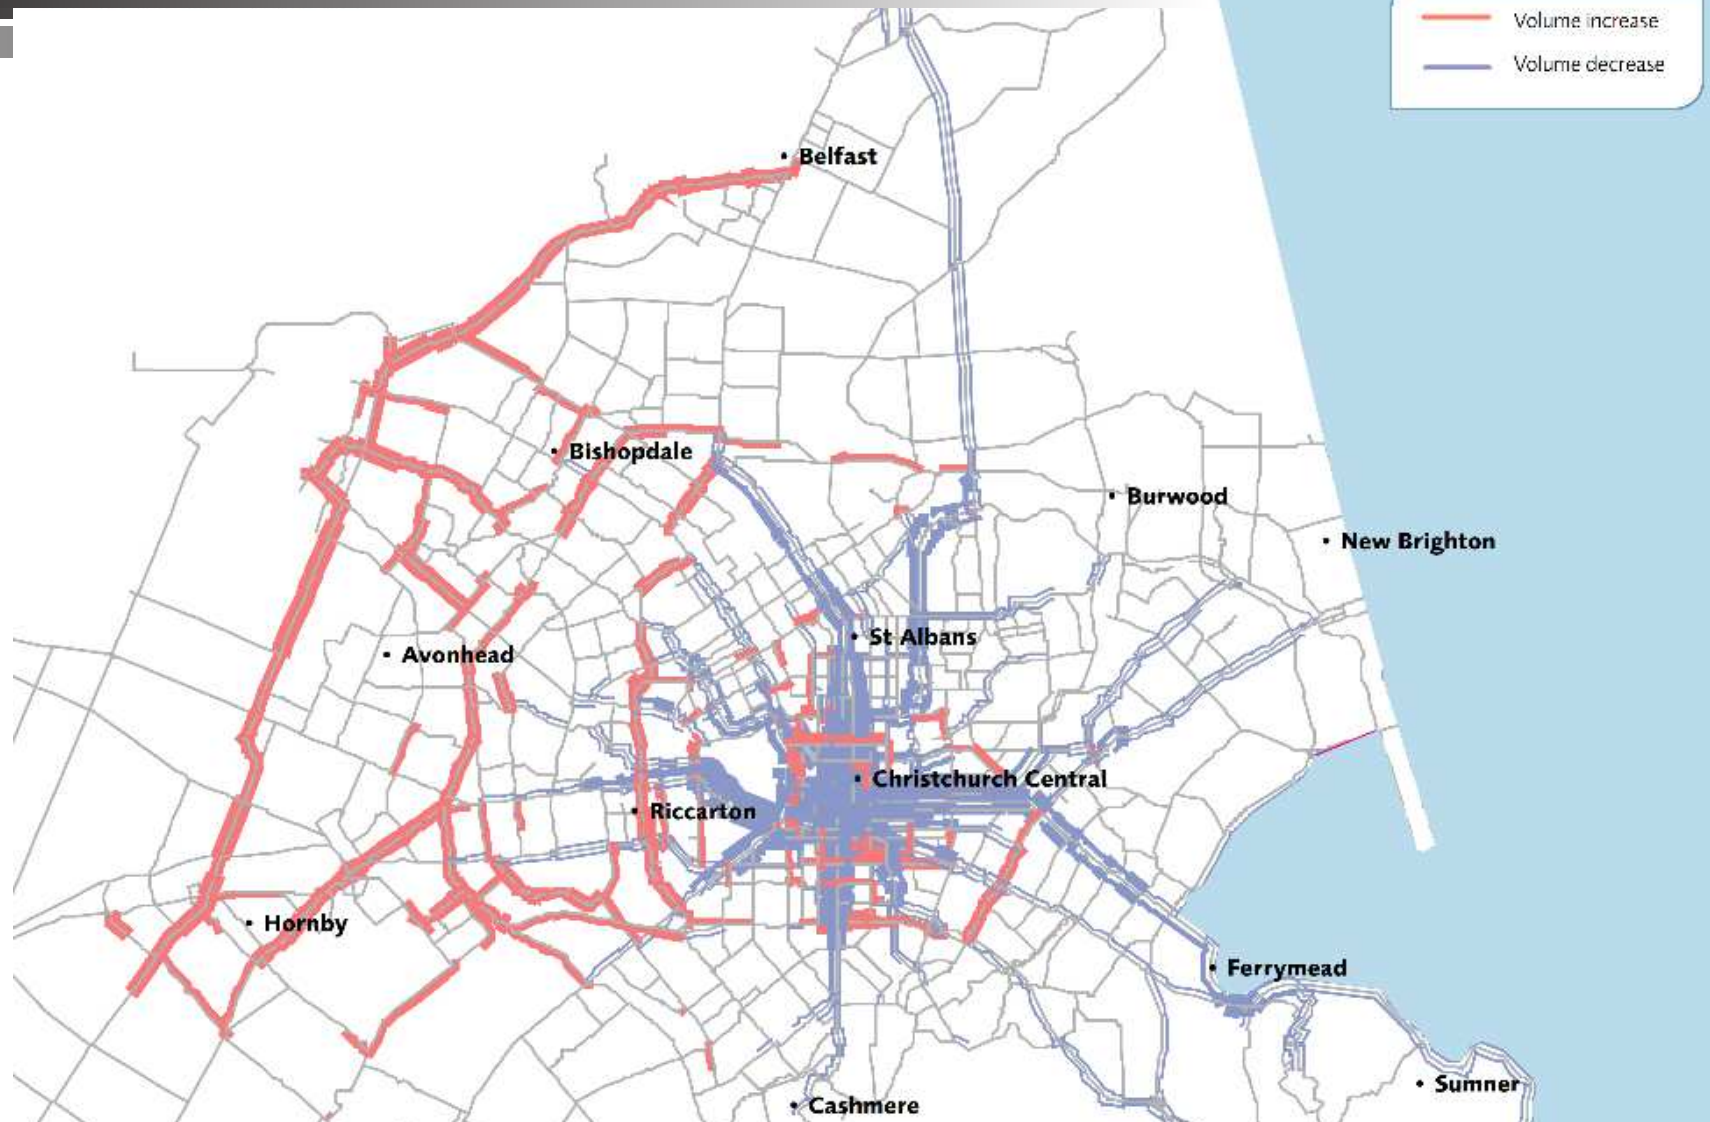 Volume increase
Volume decrease
Belfast
Bishopdale
Burwood
New Brighton
St Albans
Avonhead
Christchurch Central
Riccarton
Hornby
Ferrymead
Sumner
Cashmere